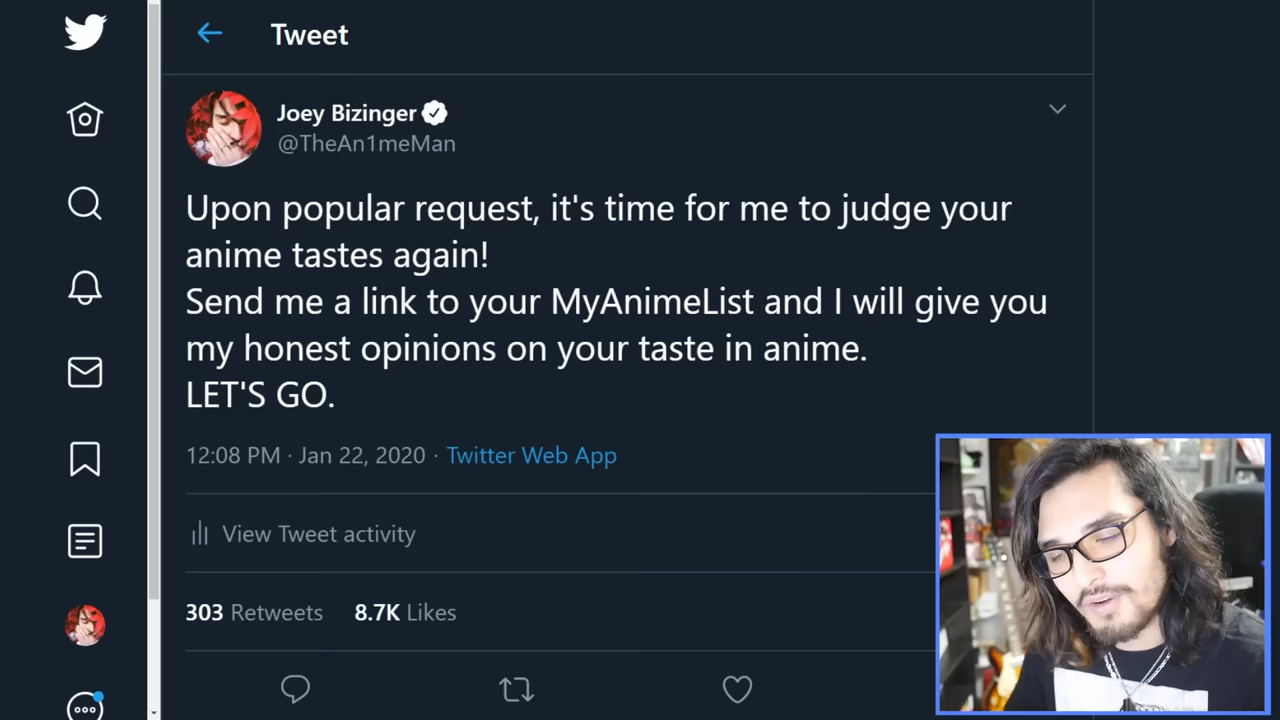 Tweet
Joey Bizinger
@TheAn1meMan
Upon popular request, it's time for me to judge your
anime tastes again!
Send me a link to your MyAnimeList and I will give you
my honest opinions on your taste in anime.
LET'S GO.
12:08 PM · Jan 22, 2020 · Twitter Web App
View Tweet activity
303 Retweets 8.7K Likes